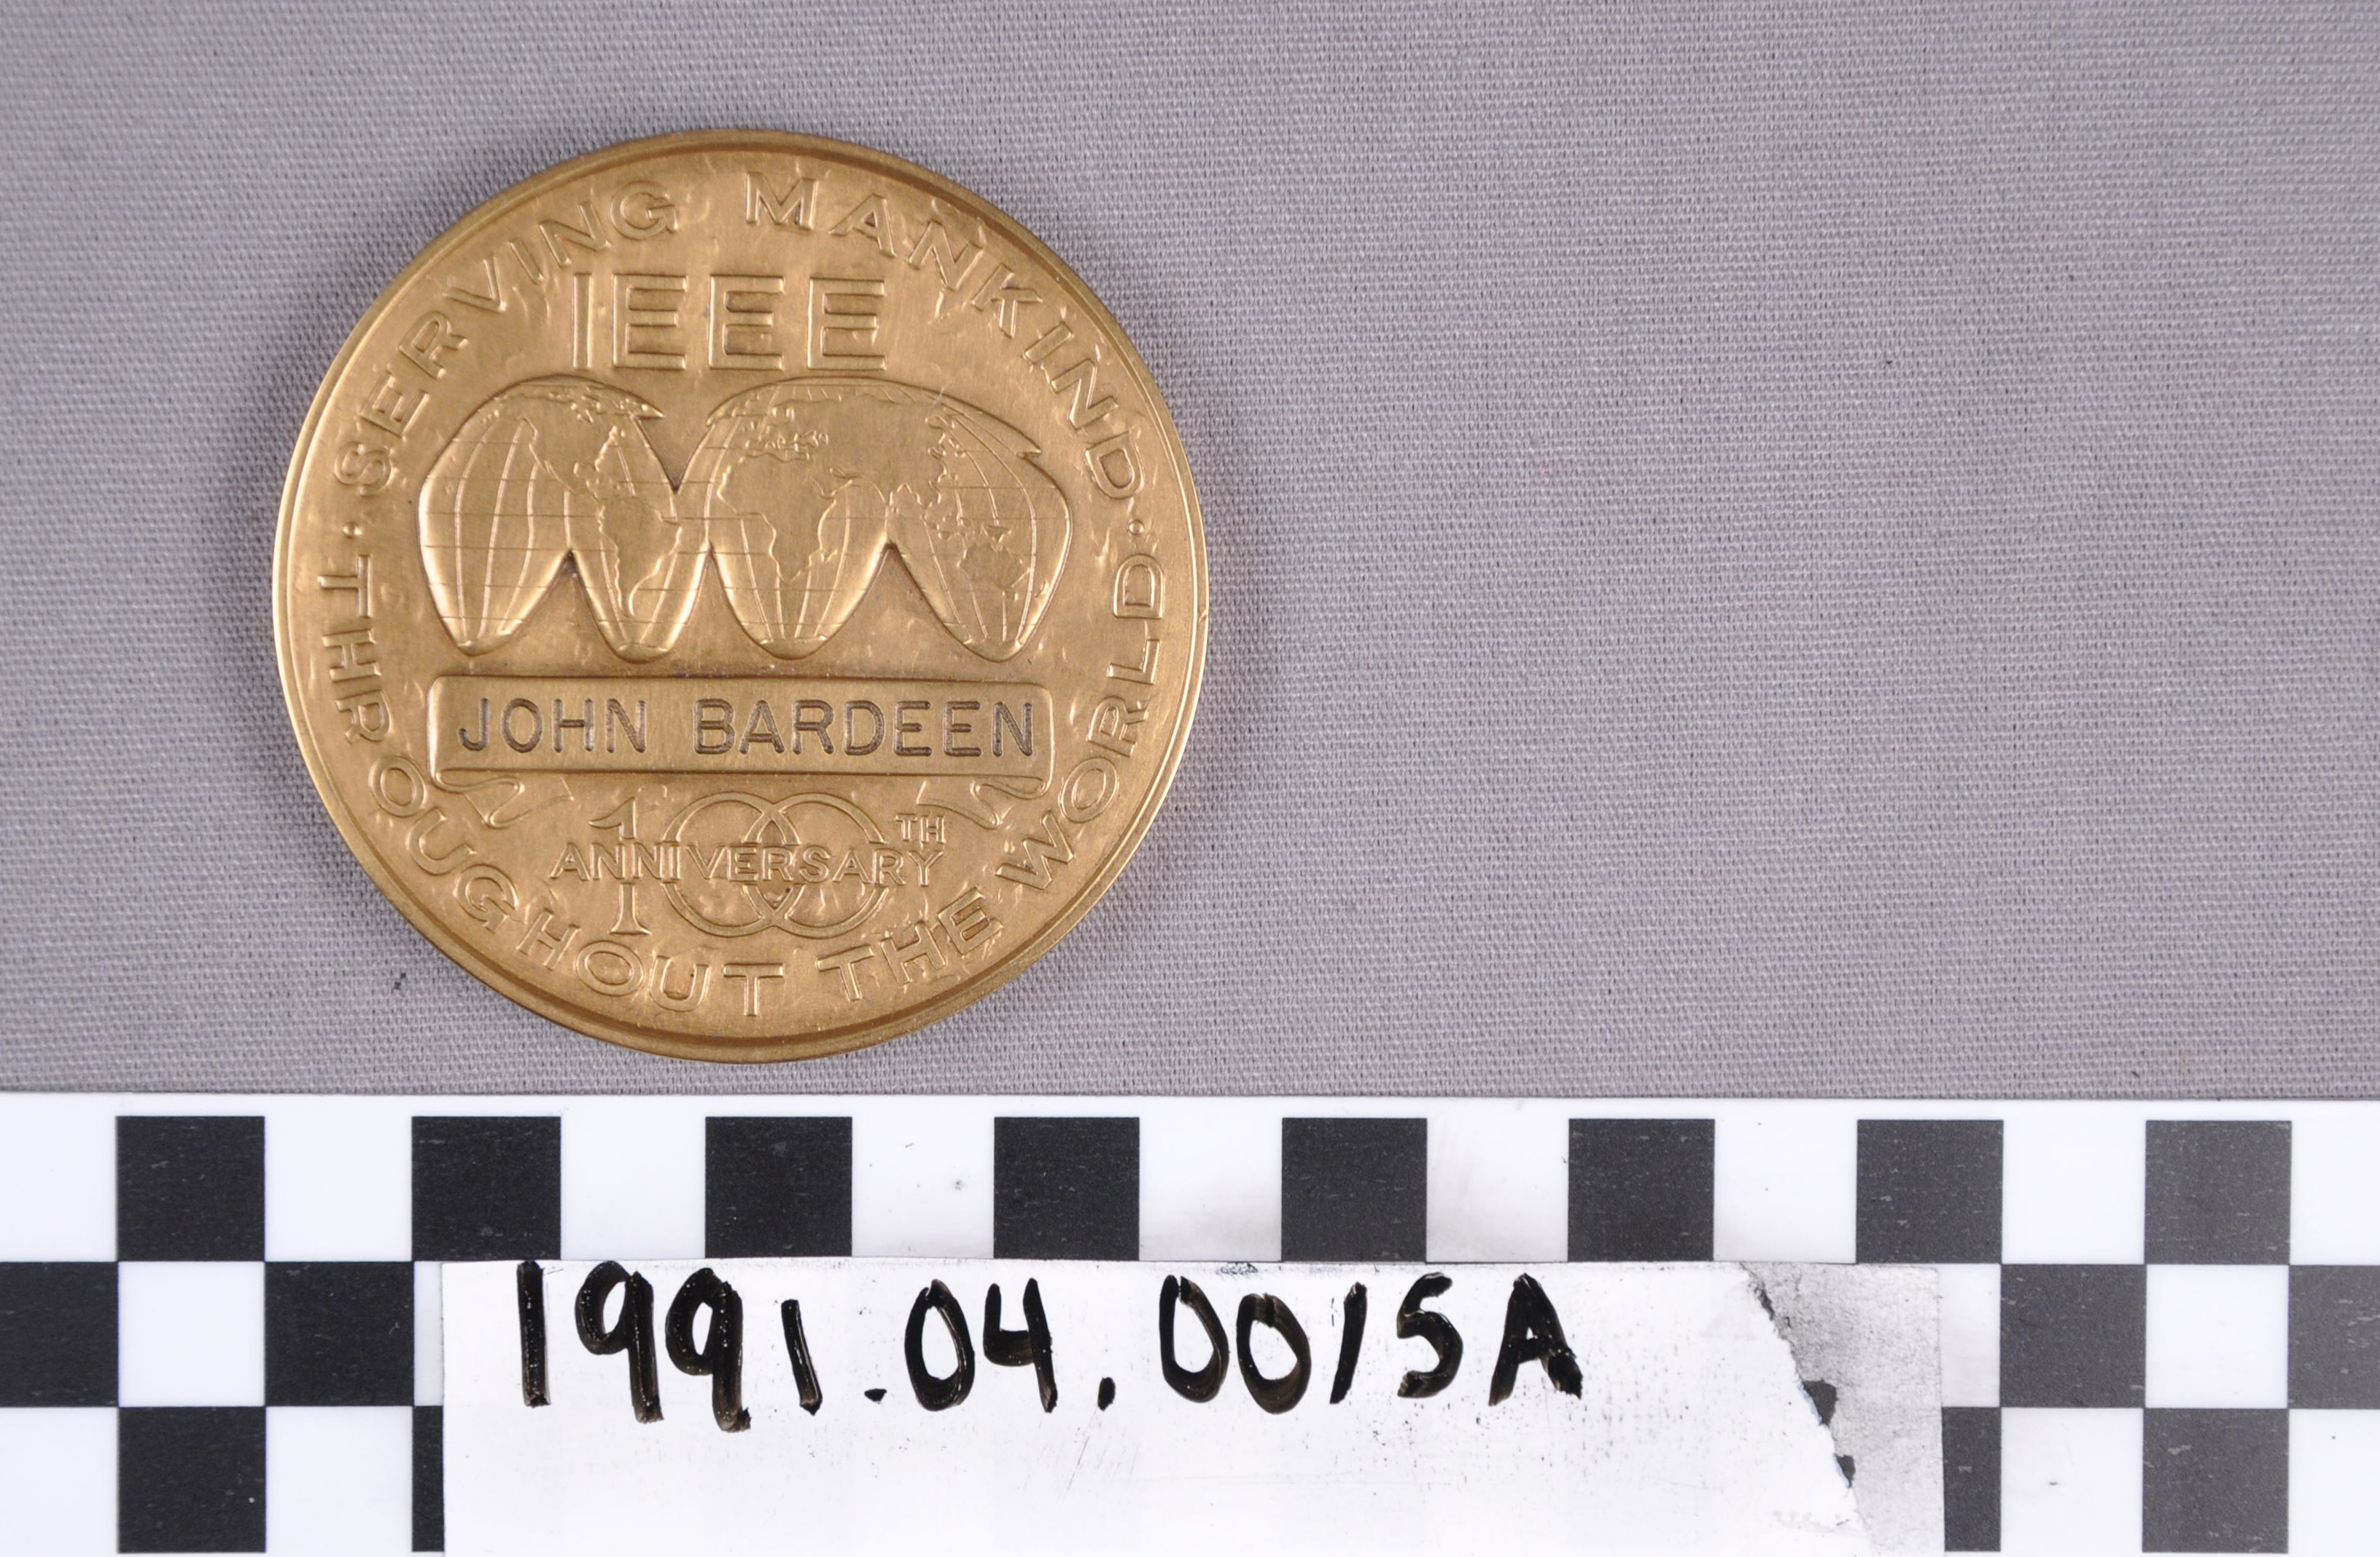 SERVING MANKIND
IEEE
JOHN BARDEEN
100TH
ANNIVERSARY
· THROUGHOUT THE WORLD ·
1991.04.0015A